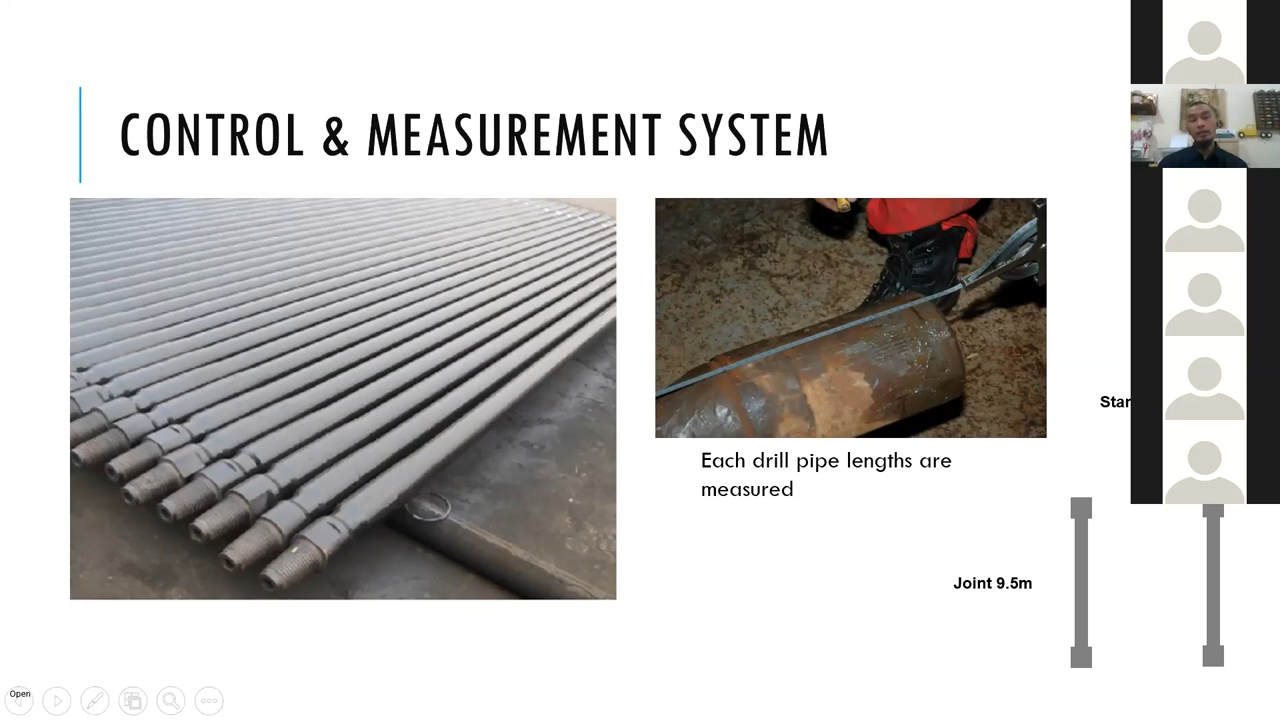 CONTROL & MEASUREMENT SYSTEM
Each drill pipe lengths are
measured
Star
Joint 9.5m
Open